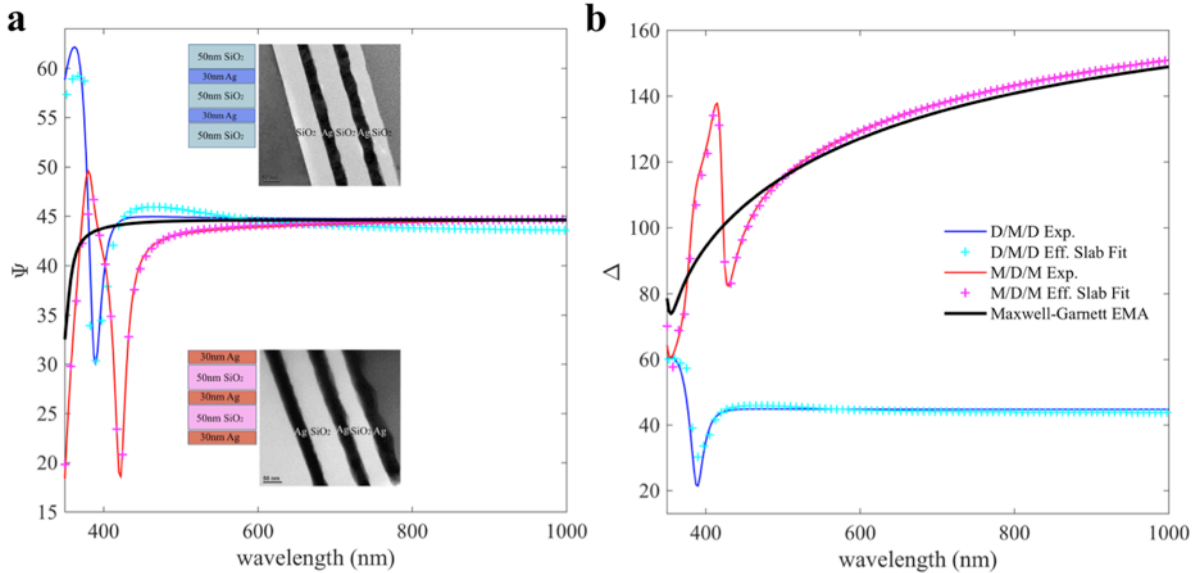 a
60
55
50
45
40
35
30
25
20
15
Ψ
400
600
800
1000
wavelength (nm)
50nm SiO₂
30nm Ag
50nm SiO₂
30nm Ag
50nm SiO₂
SiO₂ Ag SiO₂ Ag SiO₂
30nm Ag
50nm SiO₂
30nm Ag
50nm SiO₂
30nm Ag
Ag SiO₂ Ag SiO₂ Ag
50 nm
b
160
140
120
100
80
60
40
20
Δ
400
600
800
1000
wavelength (nm)
D/M/D Exp.
D/M/D Eff. Slab Fit
M/D/M Exp.
M/D/M Eff. Slab Fit
Maxwell-Garnett EMA